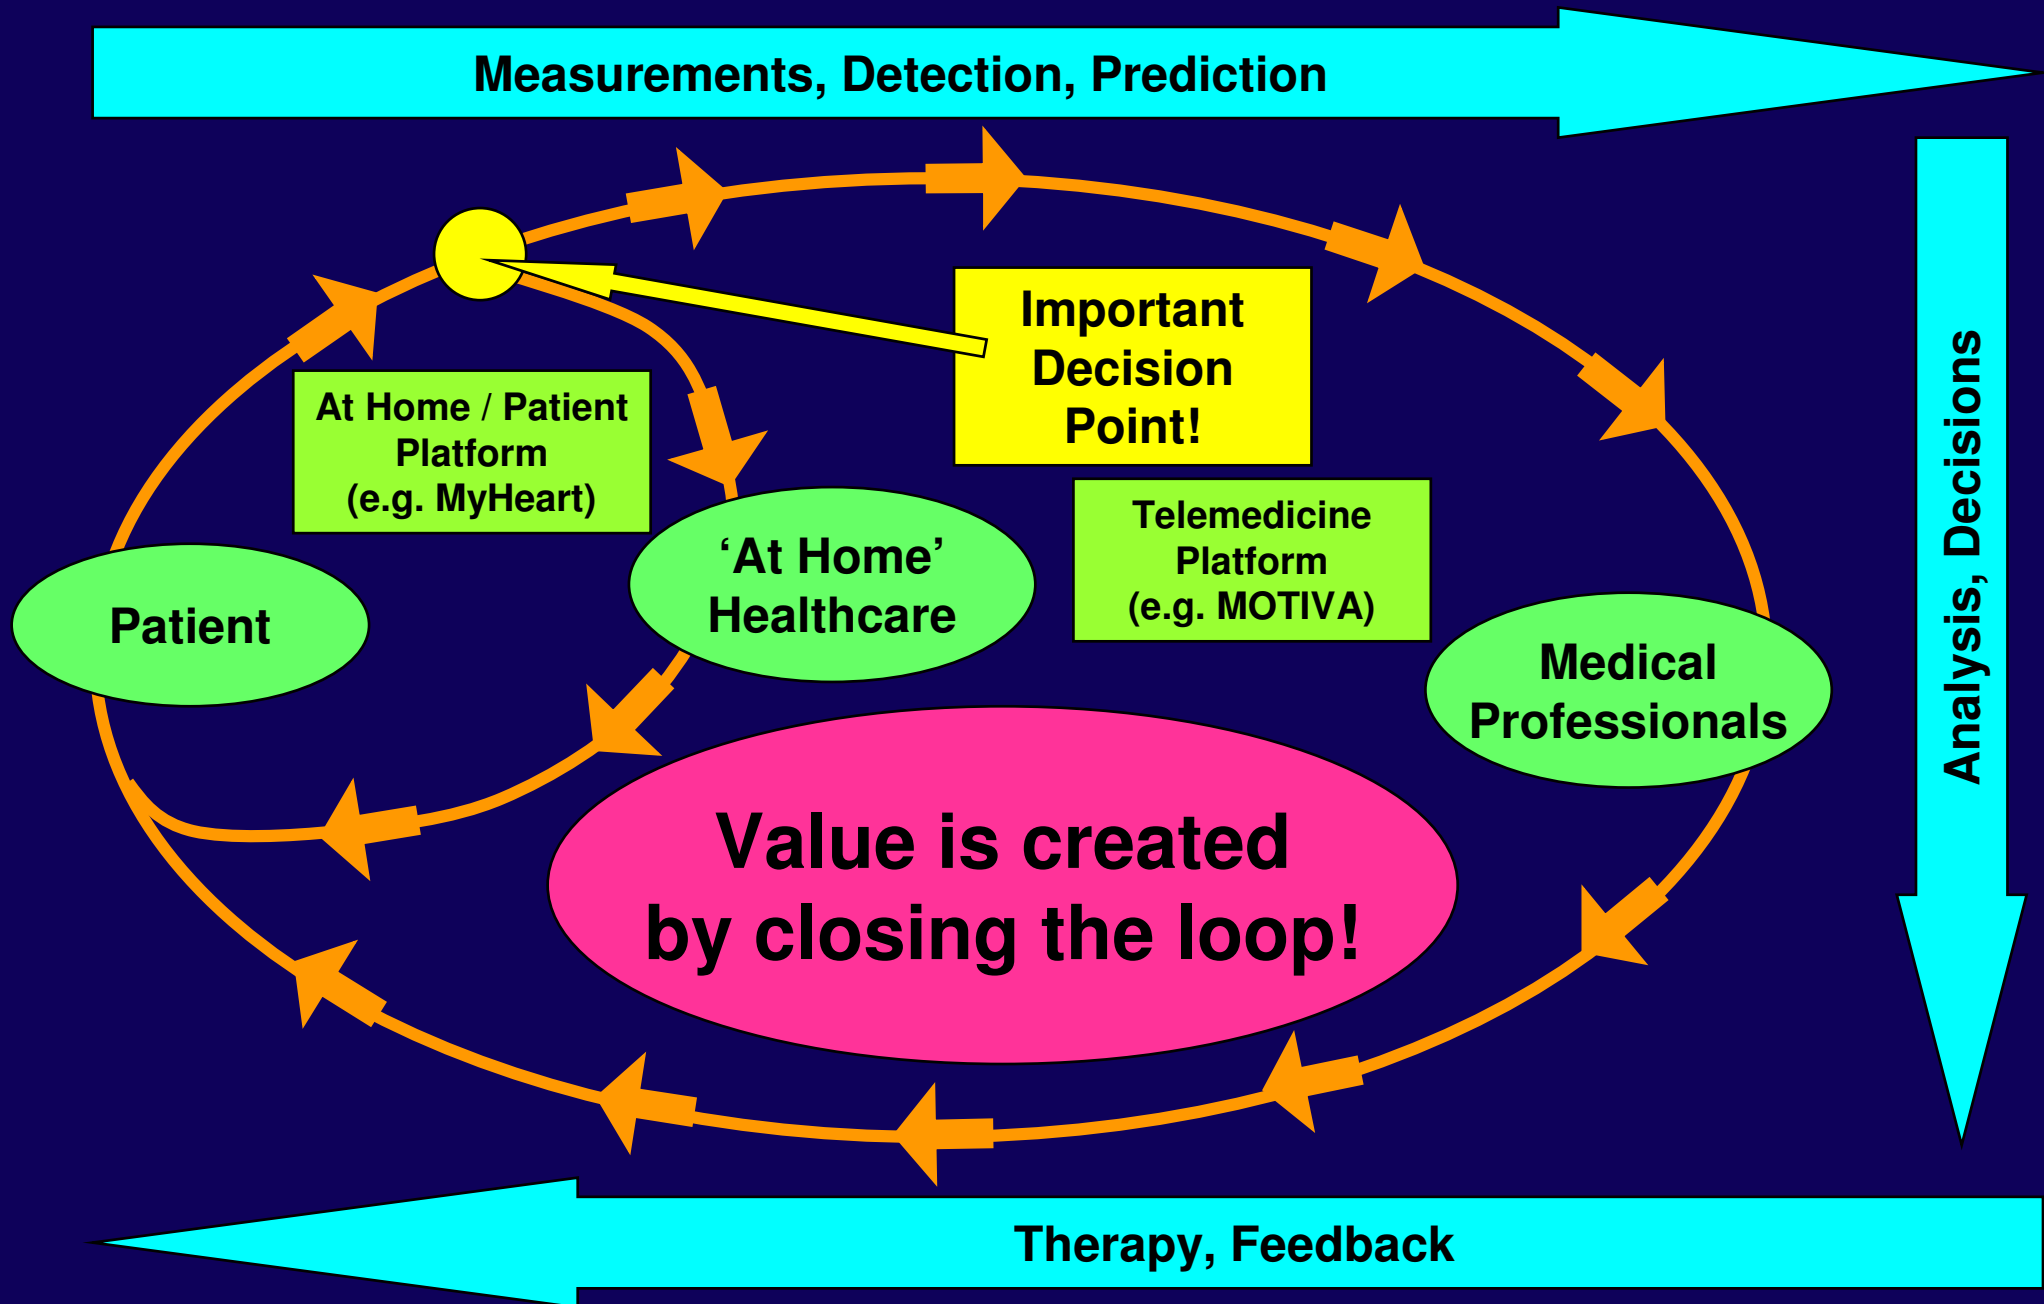 Measurements, Detection, Prediction
Important
Decision
Point!
At Home / Patient
Platform
(e.g. MyHeart)
Telemedicine
Platform
(e.g. MOTIVA)
‘At Home’
Healthcare
Patient
Medical
Professionals
Analysis, Decisions
Value is created
by closing the loop!
Therapy, Feedback